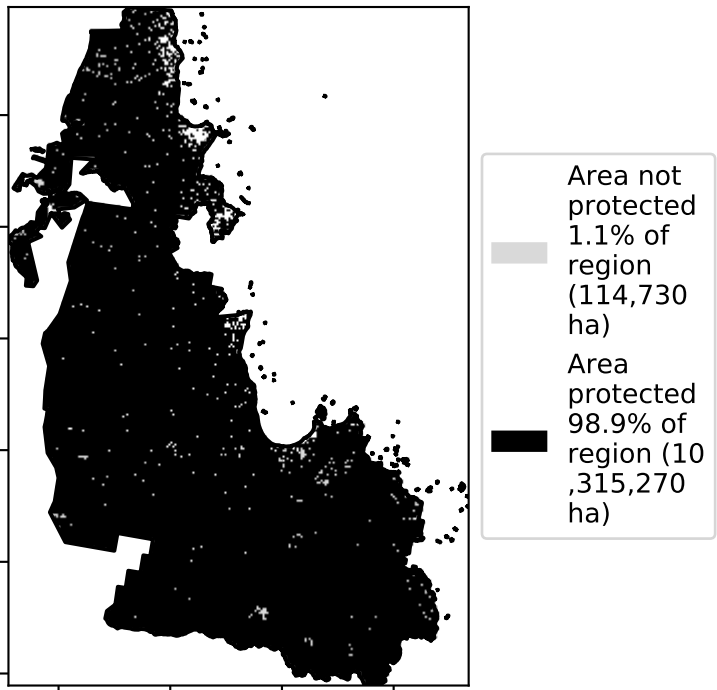 Area not
protected
1.1% of
region
(114,730
ha)
Area
protected
98.9% of
region (10
,315,270
ha)